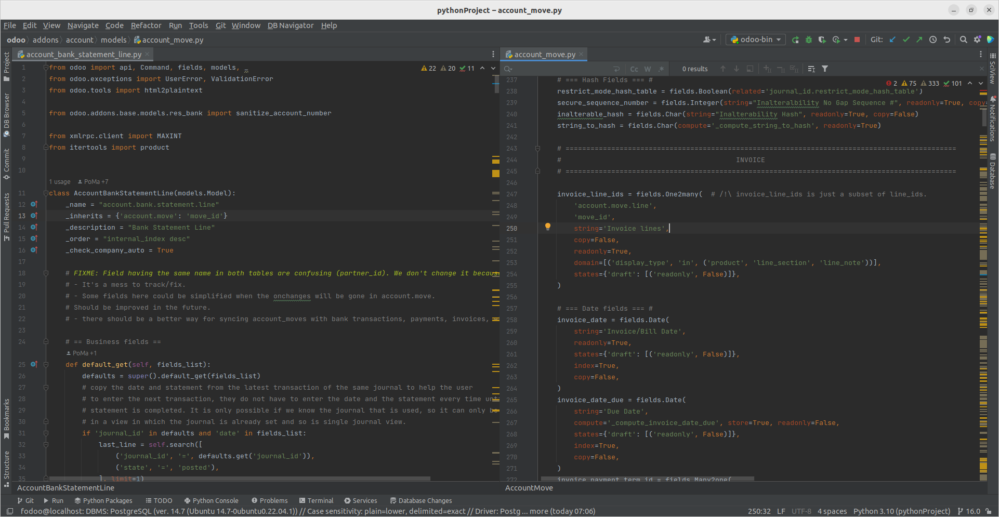 pythonProject – account_move.py
File Edit View Navigate Code Refactor Run Tools Git Window DB Navigator Help
odoo addons account models account_move.py
odoo-bin Git:
account_bank_statement_line.py
account_move.py
Project
DB Browser
Commit
Pull Requests
Bookmarks
Structure
22 20 11
1 from odoo import api, Command, fields, models, _
2 from odoo.exceptions import UserError, ValidationError
3 from odoo.tools import html2plaintext
4
5 from odoo.addons.base.models.res_bank import sanitize_account_number
6
7 from xmlrpc.client import MAXINT
8 from itertools import product
9
10
1 usage PoMa +7
11 class AccountBankStatementLine(models.Model):
12 _name = "account.bank.statement.line"
13 _inherits = {'account.move': 'move_id'}
14 _description = "Bank Statement Line"
15 _order = "internal_index desc"
16 _check_company_auto = True
17
18 # FIXME: Field having the same name in both tables are confusing (partner_id). We don't change it becaus
19 # - It's a mess to track/fix.
20 # - Some fields here could be simplified when the onchanges will be gone in account.move.
21 # Should be improved in the future.
22 # - there should be a better way for syncing account_moves with bank transactions, payments, invoices,
23
24 # == Business fields ==
PoMa +1
25 def default_get(self, fields_list):
26 defaults = super().default_get(fields_list)
27 # copy the date and statement from the latest transaction of the same journal to help the user
28 # to enter the next transaction, they do not have to enter the date and the statement every time unt
29 # statement is completed. It is only possible if we know the journal that is used, so it can only be
30 # in a view in which the journal is already set and so is single journal view.
31 if 'journal_id' in defaults and 'date' in fields_list:
32 last_line = self.search([
33 ('journal_id', '=', defaults.get('journal_id')),
34 ('state', '=', 'posted'),
35 ], limit=1)
AccountBankStatementLine
Cc W .* 0 results
2 75 333 101
237 # === Hash Fields === #
238 restrict_mode_hash_table = fields.Boolean(related='journal_id.restrict_mode_hash_table')
239 secure_sequence_number = fields.Integer(string="Inalteralbility No Gap Sequence #", readonly=True, copy=
240 inalterable_hash = fields.Char(string="Inalterability Hash", readonly=True, copy=False)
241 string_to_hash = fields.Char(compute='_compute_string_to_hash', readonly=True)
242
243 # ==============================================================================================
244 # INVOICE
245 # ==============================================================================================
246
247 invoice_line_ids = fields.One2many( # /!\ invoice_line_ids is just a subset of line_ids.
248 'account.move.line',
249 'move_id',
250 string='Invoice lines',
251 copy=False,
252 readonly=True,
253 domain=[('display_type', 'in', ('product', 'line_section', 'line_note'))],
254 states={'draft': [('readonly', False)]},
255 )
256
257 # === Date fields === #
258 invoice_date = fields.Date(
259 string='Invoice/Bill Date',
260 readonly=True,
261 states={'draft': [('readonly', False)]},
262 index=True,
263 copy=False,
264 )
265 invoice_date_due = fields.Date(
266 string='Due Date',
267 compute='_compute_invoice_date_due', store=True, readonly=False,
268 states={'draft': [('readonly', False)]},
269 index=True,
270 copy=False,
271 )
272 invoice_payment_term_id = fields.Many2one(
AccountMove
SciView
Notifications
Database
Git Run Python Packages TODO Python Console Problems Terminal Services Database Changes
fodoo@localhost: DBMS: PostgreSQL (ver. 14.7 (Ubuntu 14.7-0ubuntu0.22.04.1)) // Case sensitivity: plain=lower, delimited=exact // Driver: Postg ... more (today 07:06)
250:32 LF UTF-8 4 spaces Python 3.10 (pythonProject) 16.0